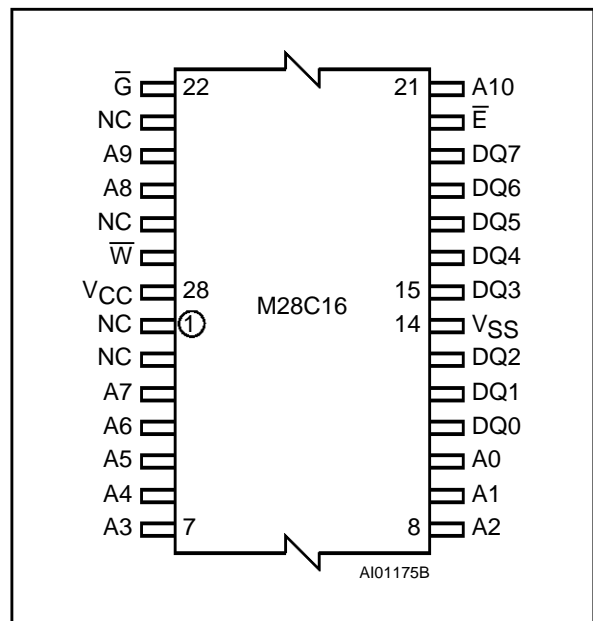 G̅ 22 21 A10
NC E̅
A9 DQ7
A8 DQ6
NC DQ5
W̅ DQ4
VCC 28 15 DQ3
M28C16
NC 1 14 VSS
NC DQ2
A7 DQ1
A6 DQ0
A5 A0
A4 A1
A3 7 8 A2
AI01175B